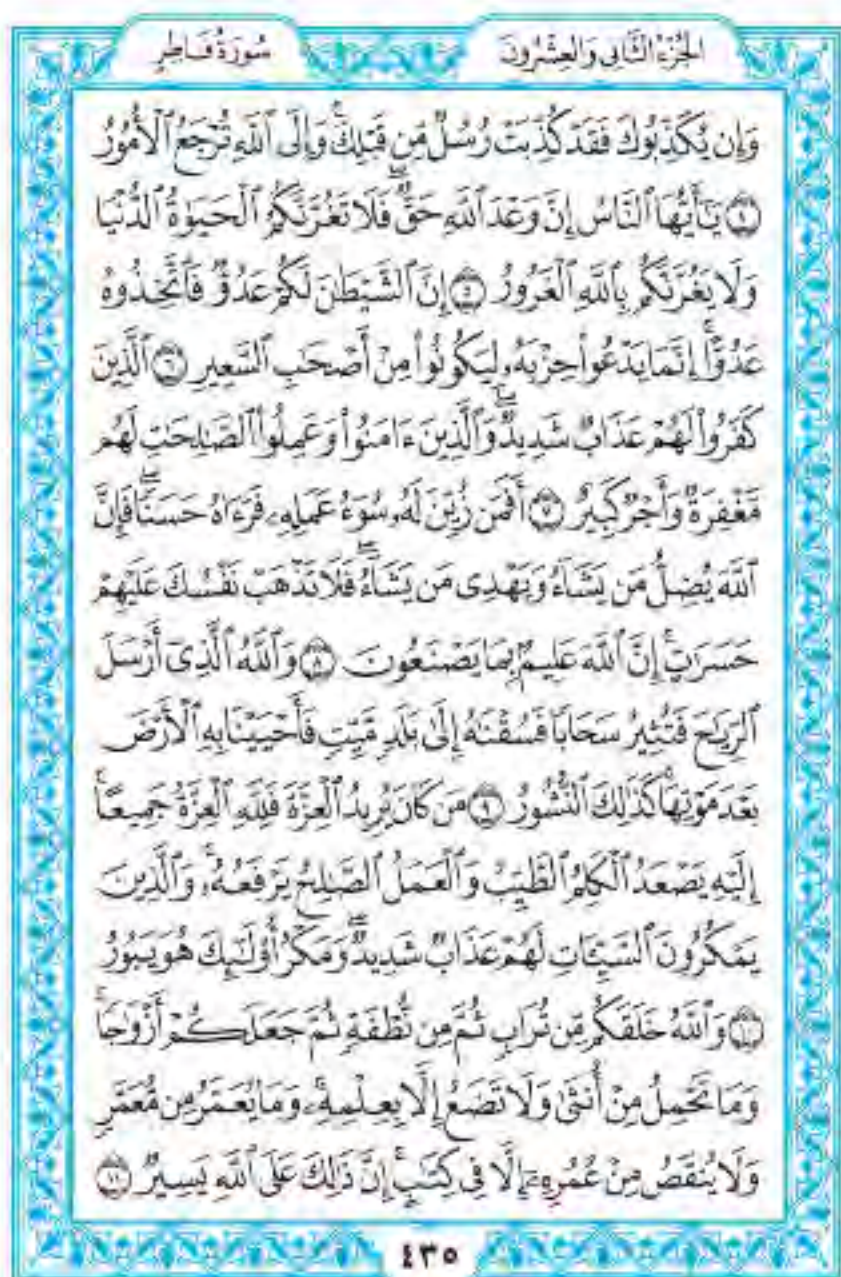 الجُزْءُ الثَّانِي وَالعِشْرُونَ سُورَةُ فَاطِرٍ
وَإِن يُكَذِّبُوكَ فَقَدْ كُذِّبَتْ رُسُلٌ مِّن قَبْلِكَۚ وَإِلَى ٱللَّهِ تُرْجَعُ ٱلْأُمُورُ
٤ يَٰٓأَيُّهَا ٱلنَّاسُ إِنَّ وَعْدَ ٱللَّهِ حَقٌّۖ فَلَا تَغُرَّنَّكُمُ ٱلْحَيَوٰةُ ٱلدُّنْيَا
وَلَا يَغُرَّنَّكُم بِٱللَّهِ ٱلْغَرُورُ ٥ إِنَّ ٱلشَّيْطَٰنَ لَكُمْ عَدُوٌّ فَٱتَّخِذُوهُ
عَدُوًّاۚ إِنَّمَا يَدْعُوا۟ حِزْبَهُۥ لِيَكُونُوا۟ مِنْ أَصْحَٰبِ ٱلسَّعِيرِ ٦ ٱلَّذِينَ
كَفَرُوا۟ لَهُمْ عَذَابٌ شَدِيدٌۖ وَٱلَّذِينَ ءَامَنُوا۟ وَعَمِلُوا۟ ٱلصَّٰلِحَٰتِ لَهُم
مَّغْفِرَةٌ وَأَجْرٌ كَبِيرٌ ٧ أَفَمَن زُيِّنَ لَهُۥ سُوٓءُ عَمَلِهِۦ فَرَءَاهُ حَسَنًاۖ فَإِنَّ
ٱللَّهَ يُضِلُّ مَن يَشَآءُ وَيَهْدِى مَن يَشَآءُۖ فَلَا تَذْهَبْ نَفْسُكَ عَلَيْهِمْ
حَسَرَٰتٍۚ إِنَّ ٱللَّهَ عَلِيمٌۢ بِمَا يَصْنَعُونَ ٨ وَٱللَّهُ ٱلَّذِىٓ أَرْسَلَ
ٱلرِّيَٰحَ فَتُثِيرُ سَحَابًا فَسُقْنَٰهُ إِلَىٰ بَلَدٍ مَّيِّتٍ فَأَحْيَيْنَا بِهِ ٱلْأَرْضَ
بَعْدَ مَوْتِهَاۚ كَذَٰلِكَ ٱلنُّشُورُ ٩ مَن كَانَ يُرِيدُ ٱلْعِزَّةَ فَلِلَّهِ ٱلْعِزَّةُ جَمِيعًاۚ
إِلَيْهِ يَصْعَدُ ٱلْكَلِمُ ٱلطَّيِّبُ وَٱلْعَمَلُ ٱلصَّٰلِحُ يَرْفَعُهُۥۚ وَٱلَّذِينَ
يَمْكُرُونَ ٱلسَّيِّـَٔاتِ لَهُمْ عَذَابٌ شَدِيدٌۖ وَمَكْرُ أُو۟لَٰٓئِكَ هُوَ يَبُورُ
١٠ وَٱللَّهُ خَلَقَكُم مِّن تُرَابٍ ثُمَّ مِن نُّطْفَةٍ ثُمَّ جَعَلَكُمْ أَزْوَٰجًاۚ
وَمَا تَحْمِلُ مِنْ أُنثَىٰ وَلَا تَضَعُ إِلَّا بِعِلْمِهِۦۚ وَمَا يُعَمَّرُ مِن مُّعَمَّرٍ
وَلَا يُنقَصُ مِنْ عُمُرِهِۦٓ إِلَّا فِى كِتَٰبٍۚ إِنَّ ذَٰلِكَ عَلَى ٱللَّهِ يَسِيرٌ ١١
٤٣٥